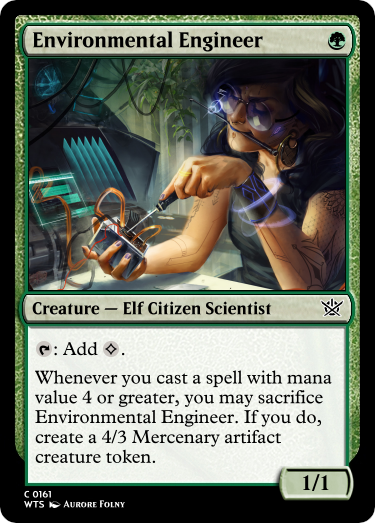 Environmental Engineer
Creature — Elf Citizen Scientist
: Add .
Whenever you cast a spell with mana
value 4 or greater, you may sacrifice
Environmental Engineer. If you do,
create a 4/3 Mercenary artifact
creature token.
1/1
C 0161
WTS Aurore Folny